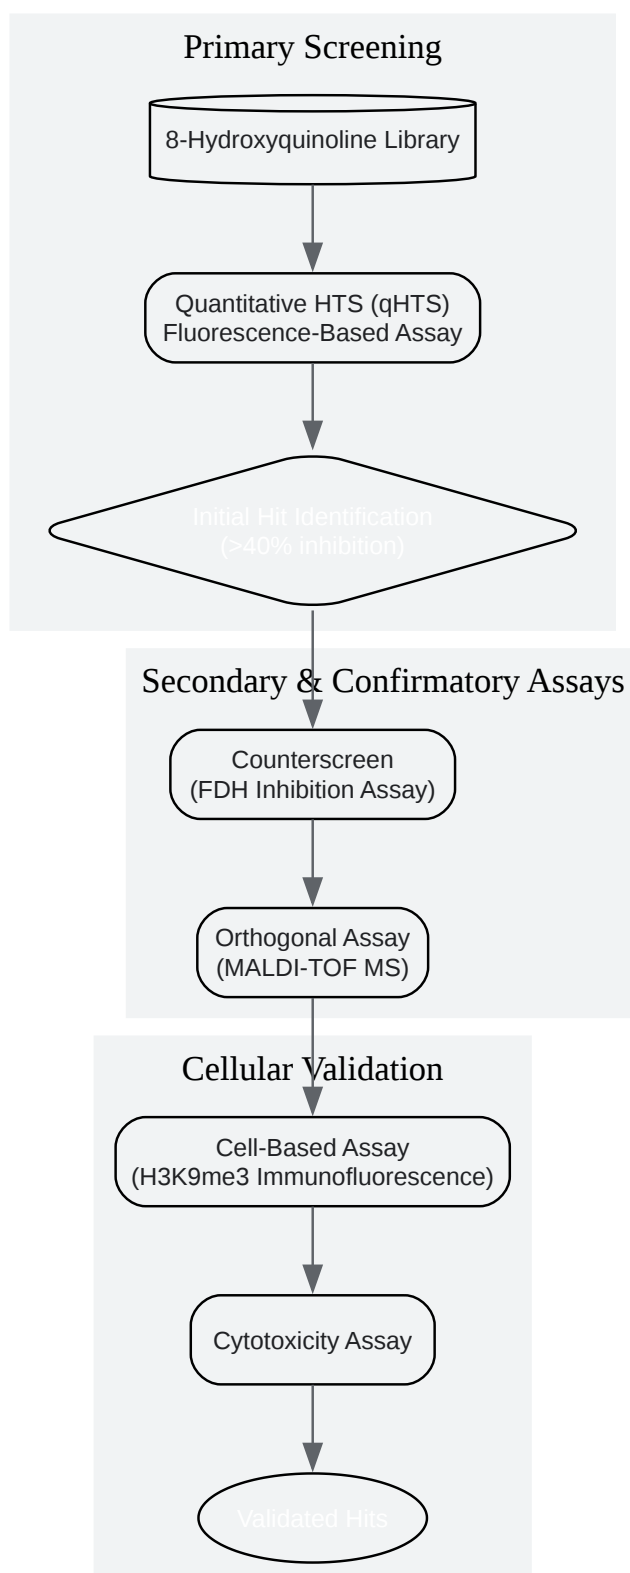 Primary Screening
8-Hydroxyquinoline Library
Quantitative HTS (qHTS)
Fluorescence-Based Assay
Initial Hit Identification
(>40% inhibition)
Secondary & Confirmatory Assays
Counterscreen
(FDH Inhibition Assay)
Orthogonal Assay
(MALDI-TOF MS)
Cellular Validation
Cell-Based Assay
(H3K9me3 Immunofluorescence)
Cytotoxicity Assay
Validated Hits